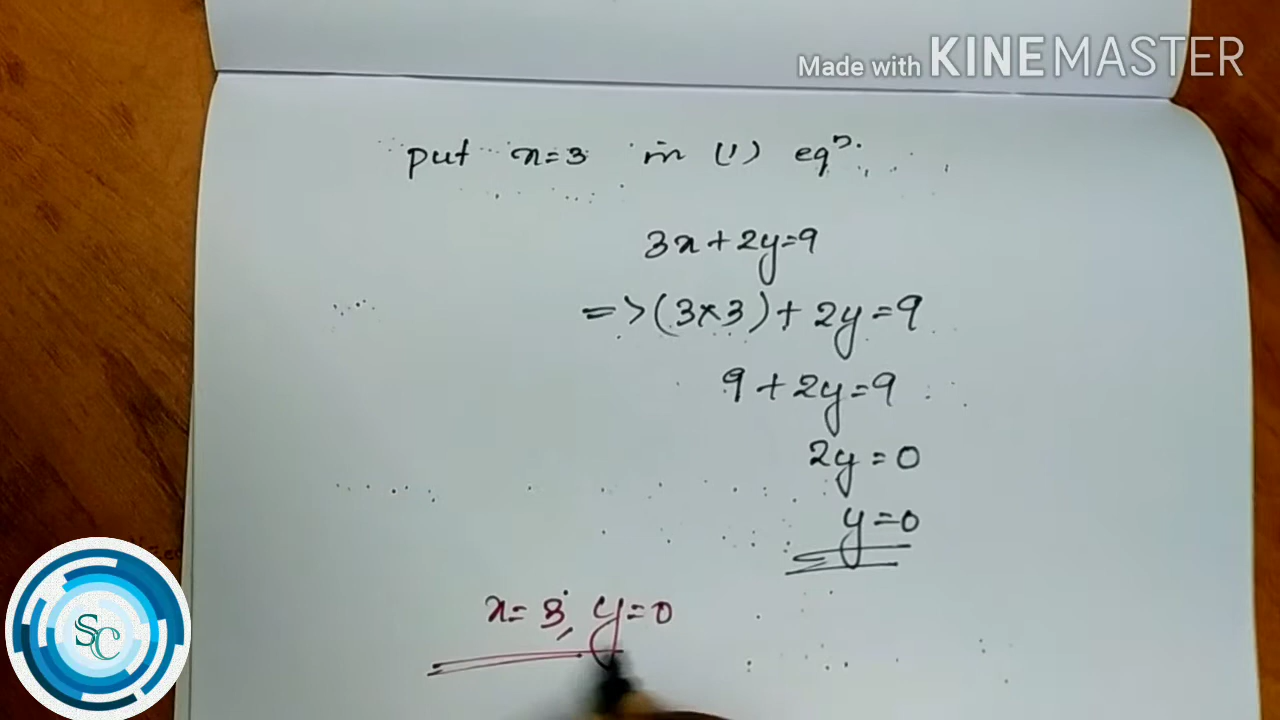 Made with KINEMASTER
put x=3 in (1) eqⁿ.
3x+2y=9
=>(3×3)+2y=9
9+2y=9
2y=0
y=0
x=3, y=0
SC